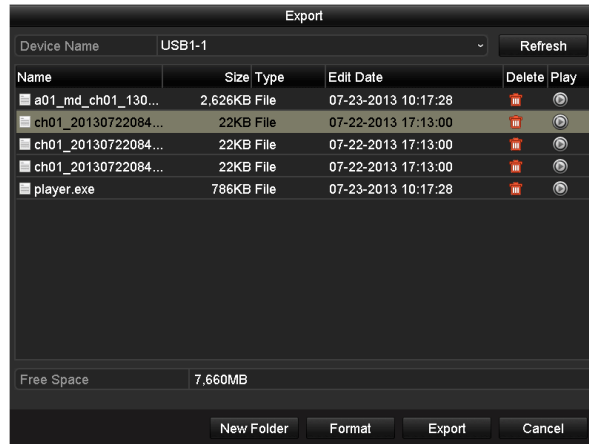 Export
Device Name USB1-1 Refresh
Name Size Type Edit Date Delete Play
a01_md_ch01_130... 2,626KB File 07-23-2013 10:17:28
ch01_20130722084... 22KB File 07-22-2013 17:13:00
ch01_20130722084... 22KB File 07-22-2013 17:13:00
ch01_20130722084... 22KB File 07-22-2013 17:13:00
player.exe 786KB File 07-23-2013 10:17:28
Free Space 7,660MB
New Folder Format Export Cancel